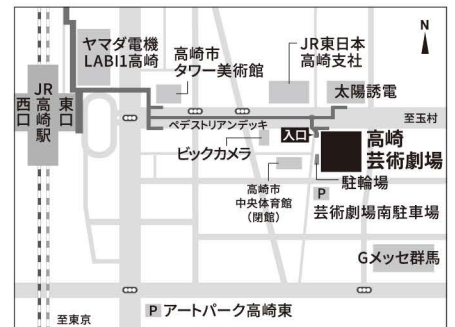 N
ヤマダ電機
LABI1高崎
高崎市
タワー美術館
JR東日本
高崎支社
太陽誘電
JR高崎駅
西口
東口
至玉村
ペデストリアンデッキ
入口
高崎
芸術劇場
ビックカメラ
駐輪場
高崎市
中央体育館
(閉館)
P
芸術劇場南駐車場
Gメッセ群馬
P アートパーク高崎東
至東京